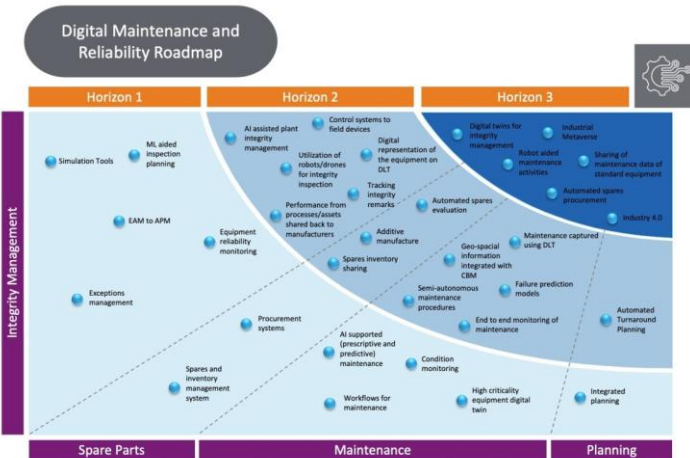 Digital Maintenance and
Reliability Roadmap
Horizon 1
Horizon 2
Horizon 3
Integrity Management
Simulation Tools
ML aided
inspection
planning
EAM to APM
Equipment
reliability
monitoring
Exceptions
management
Procurement
systems
Spares and
inventory
management
system
AI assisted plant
integrity
management
Control systems to
field devices
Utilization of
robots/drones
for integrity
inspection
Digital
representation of
the equipment on
DLT
Tracking
integrity
remarks
Performance from
processes/assets
shared back to
manufacturers
Automated spares
evaluation
Additive
manufacture
Spares inventory
sharing
Geo-spacial
information
integrated with
CBM
Maintenance captured
using DLT
Semi-autonomous
maintenance
procedures
Failure prediction
models
End to end monitoring of
maintenance
Automated
Turnaround
Planning
AI supported
(prescriptive and
predictive)
maintenance
Condition
monitoring
Workflows for
maintenance
High criticality
equipment digital
twin
Integrated
planning
Digital twins for
integrity
management
Industrial
Metaverse
Robot aided
maintenance
activities
Sharing of
maintenance data of
standard equipment
Automated spares
procurement
Industry 4.0
Spare Parts
Maintenance
Planning